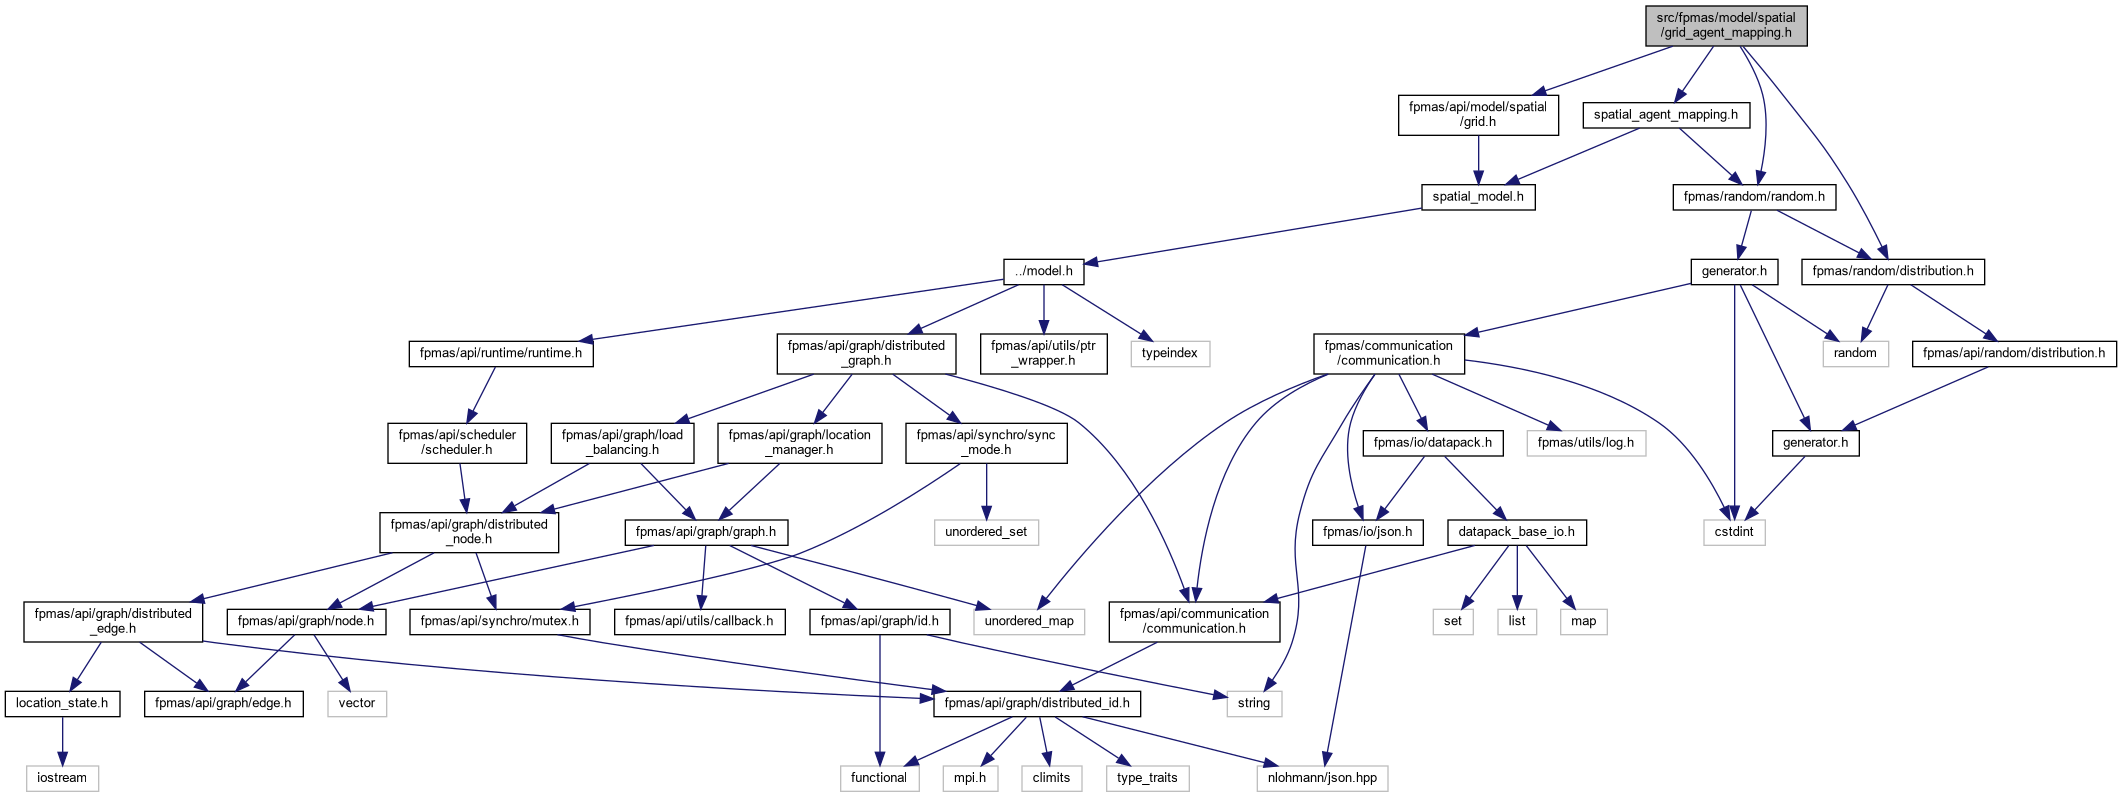 src/fpmas/model/spatial
/grid_agent_mapping.h
fpmas/api/model/spatial
/grid.h
spatial_agent_mapping.h
spatial_model.h
fpmas/random/random.h
../model.h
generator.h
fpmas/random/distribution.h
fpmas/api/runtime/runtime.h
fpmas/api/graph/distributed
_graph.h
fpmas/api/utils/ptr
_wrapper.h
typeindex
fpmas/communication
/communication.h
random
fpmas/api/random/distribution.h
fpmas/api/scheduler
/scheduler.h
fpmas/api/graph/load
_balancing.h
fpmas/api/graph/location
_manager.h
fpmas/api/synchro/sync
_mode.h
fpmas/io/datapack.h
fpmas/utils/log.h
generator.h
fpmas/api/graph/distributed
_node.h
fpmas/api/graph/graph.h
unordered_set
fpmas/io/json.h
datapack_base_io.h
cstdint
fpmas/api/graph/distributed
_edge.h
fpmas/api/graph/node.h
fpmas/api/synchro/mutex.h
fpmas/api/utils/callback.h
fpmas/api/graph/id.h
unordered_map
fpmas/api/communication
/communication.h
set
list
map
location_state.h
fpmas/api/graph/edge.h
vector
fpmas/api/graph/distributed_id.h
string
iostream
functional
mpi.h
climits
type_traits
nlohmann/json.hpp